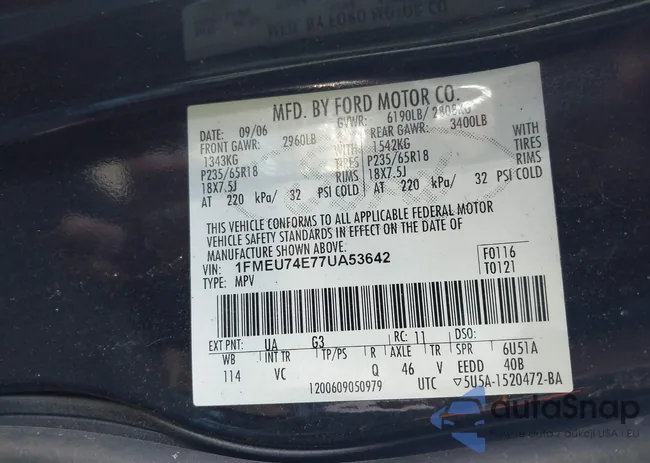 MFD. BY FORD MOTOR CO.
DATE: 09/06 GVWR: 6190LB/ 2808KG
FRONT GAWR: 2960LB REAR GAWR: 3400LB
1343KG WITH 1542KG WITH
P235/65R18 TIRES P235/65R18 TIRES
18X7.5J RIMS 18X7.5J RIMS
AT 220 kPa/ 32 PSI COLD AT 220 kPa/ 32 PSI COLD
THIS VEHICLE CONFORMS TO ALL APPLICABLE FEDERAL MOTOR
VEHICLE SAFETY STANDARDS IN EFFECT ON THE DATE OF
MANUFACTURE SHOWN ABOVE.
VIN: 1FMEU74E77UA53642 F0116
TYPE: MPV T0121
EXT PNT: UA G3 RC: 11 DSO:
WB INT TR TP/PS R AXLE TR SPR 6U51A
114 VC Q 46 V EEDD 40B
1200609050979 UTC ▽5U5A-1520472-BA
autoSnap